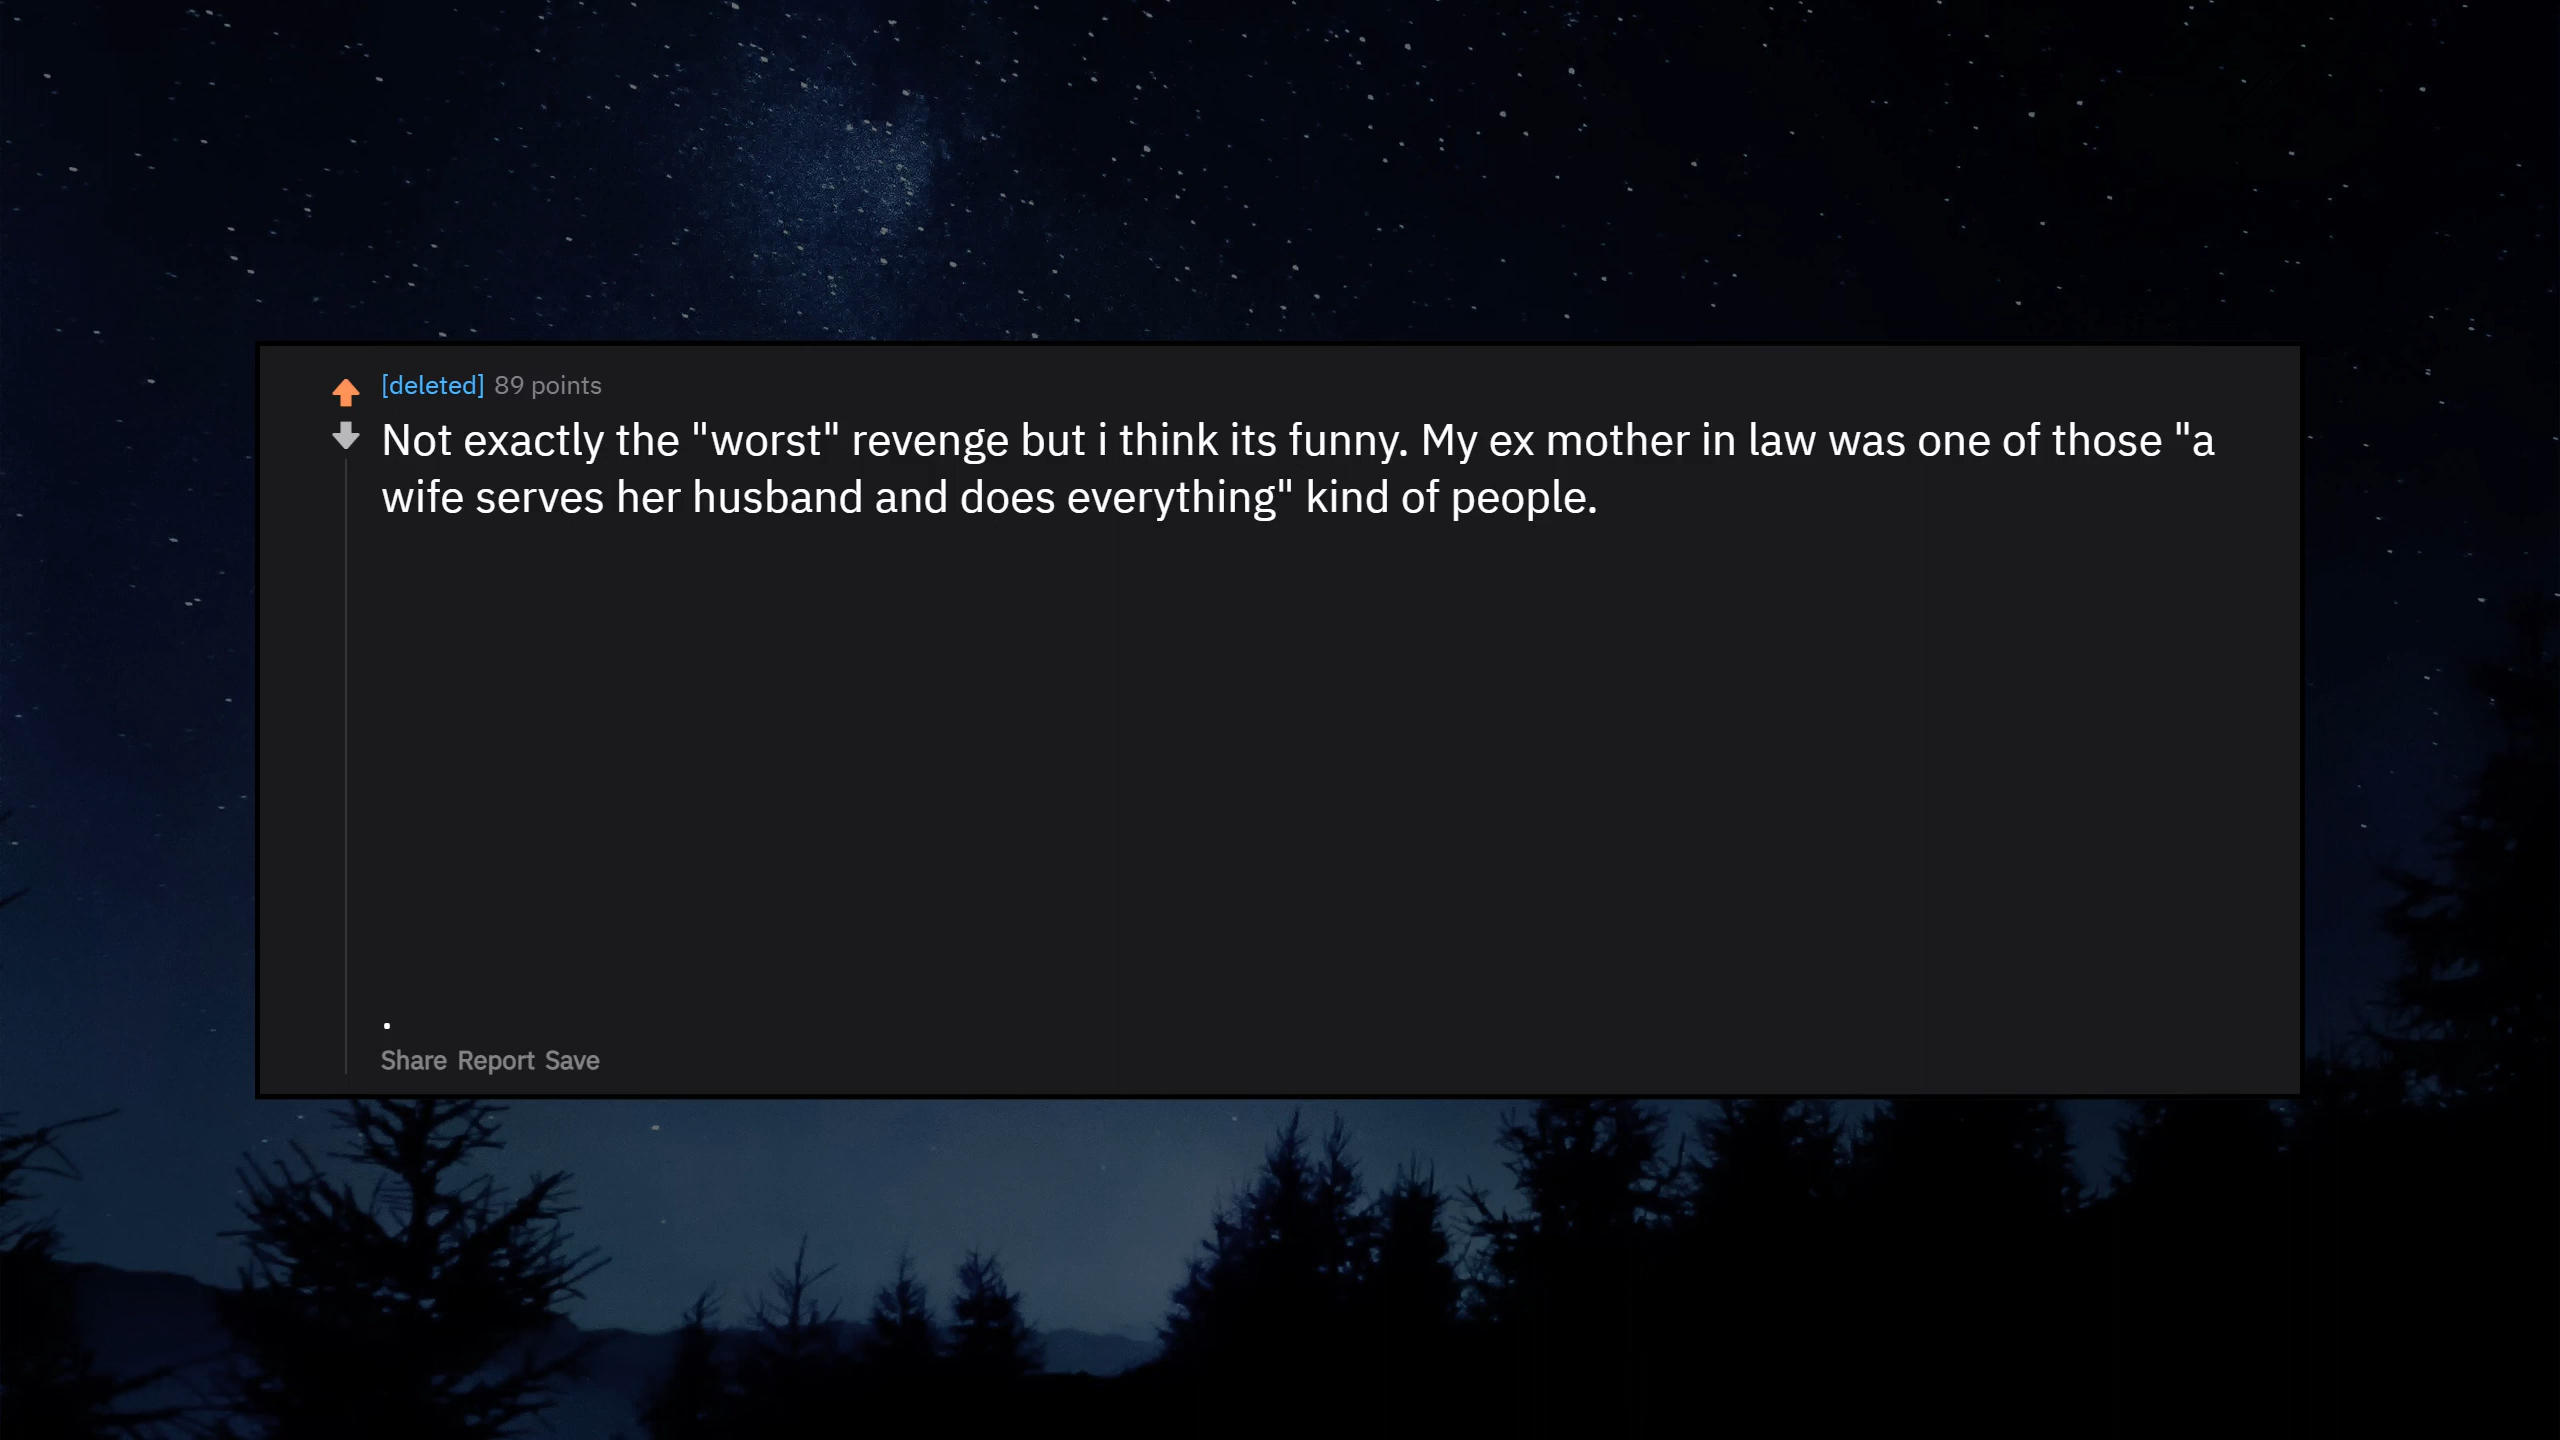 [deleted] 89 points
Not exactly the "worst" revenge but i think its funny. My ex mother in law was one of those "a
wife serves her husband and does everything" kind of people.
.
Share Report Save